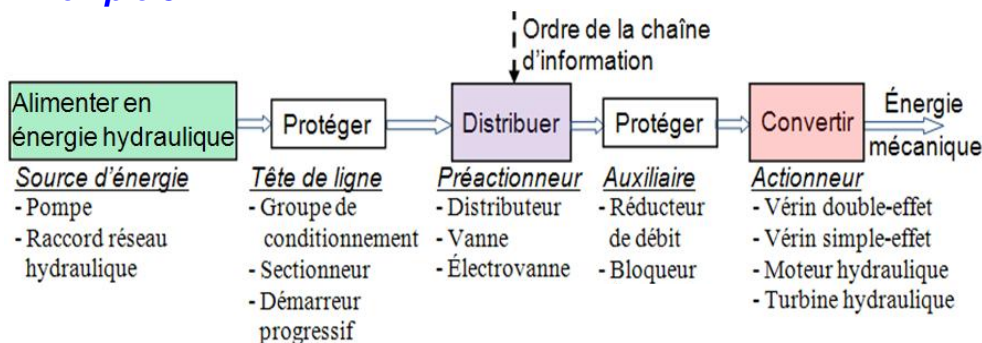 Ordre de la chaîne
d'information
Alimenter en
énergie hydraulique
Protéger
Distribuer
Protéger
Convertir
Énergie
mécanique
Source d'énergie
- Pompe
- Raccord réseau
hydraulique
Tête de ligne
- Groupe de
conditionnement
- Sectionneur
- Démarreur
progressif
Préactionneur
- Distributeur
- Vanne
- Électrovanne
Auxiliaire
- Réducteur
de débit
- Bloqueur
Actionneur
- Vérin double-effet
- Vérin simple-effet
- Moteur hydraulique
- Turbine hydraulique